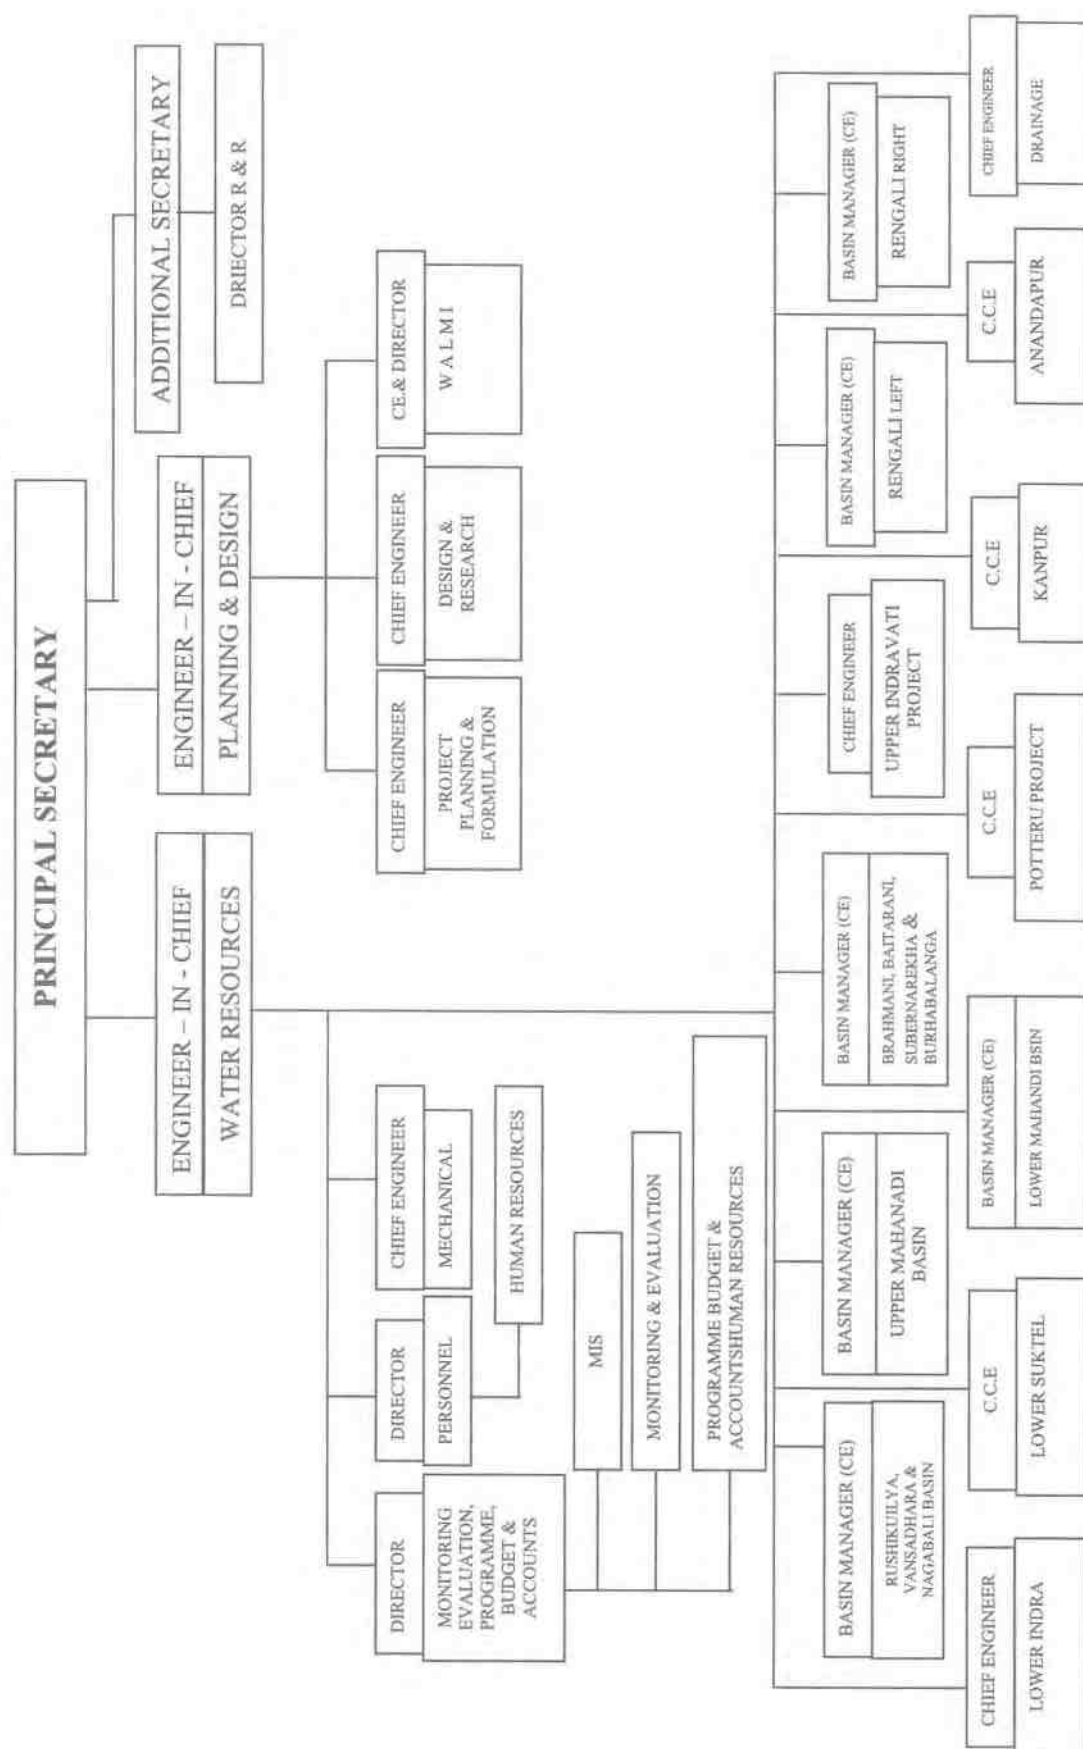 PRINCIPAL SECRETARY
ENGINEER – IN - CHIEF
WATER RESOURCES
ENGINEER – IN - CHIEF
PLANNING & DESIGN
ADDITIONAL SECRETARY
DRIECTOR R & R
DIRECTOR
MONITORING
EVALUATION,
PROGRAMME,
BUDGET &
ACCOUNTS
DIRECTOR
PERSONNEL
CHIEF ENGINEER
MECHANICAL
HUMAN RESOURCES
MIS
MONITORING & EVALUATION
PROGRAMME BUDGET &
ACCOUNTSHUMAN RESOURCES
CHIEF ENGINEER
PROJECT
PLANNING &
FORMULATION
CHIEF ENGINEER
DESIGN &
RESEARCH
CE.& DIRECTOR
W A L M I
BASIN MANAGER (CE)
RUSHIKUILYA,
VANSADHARA &
NAGABALI BASIN
BASIN MANAGER (CE)
UPPER MAHANADI
BASIN
BASIN MANAGER (CE)
BRAHMANI, BAITARANI,
SUBERNAREKHA &
BURHABALANGA
CHIEF ENGINEER
UPPER INDRAVATI
PROJECT
BASIN MANAGER (CE)
RENGALI LEFT
BASIN MANAGER (CE)
RENGALI RIGHT
CHIEF ENGINEER
LOWER INDRA
C.C.E
LOWER SUKTEL
BASIN MANAGER (CE)
LOWER MAHANDI BSIN
C.C.E
POTTERU PROJECT
C.C.E
KANPUR
C.C.E
ANANDAPUR
CHIEF ENGINEER
DRAINAGE